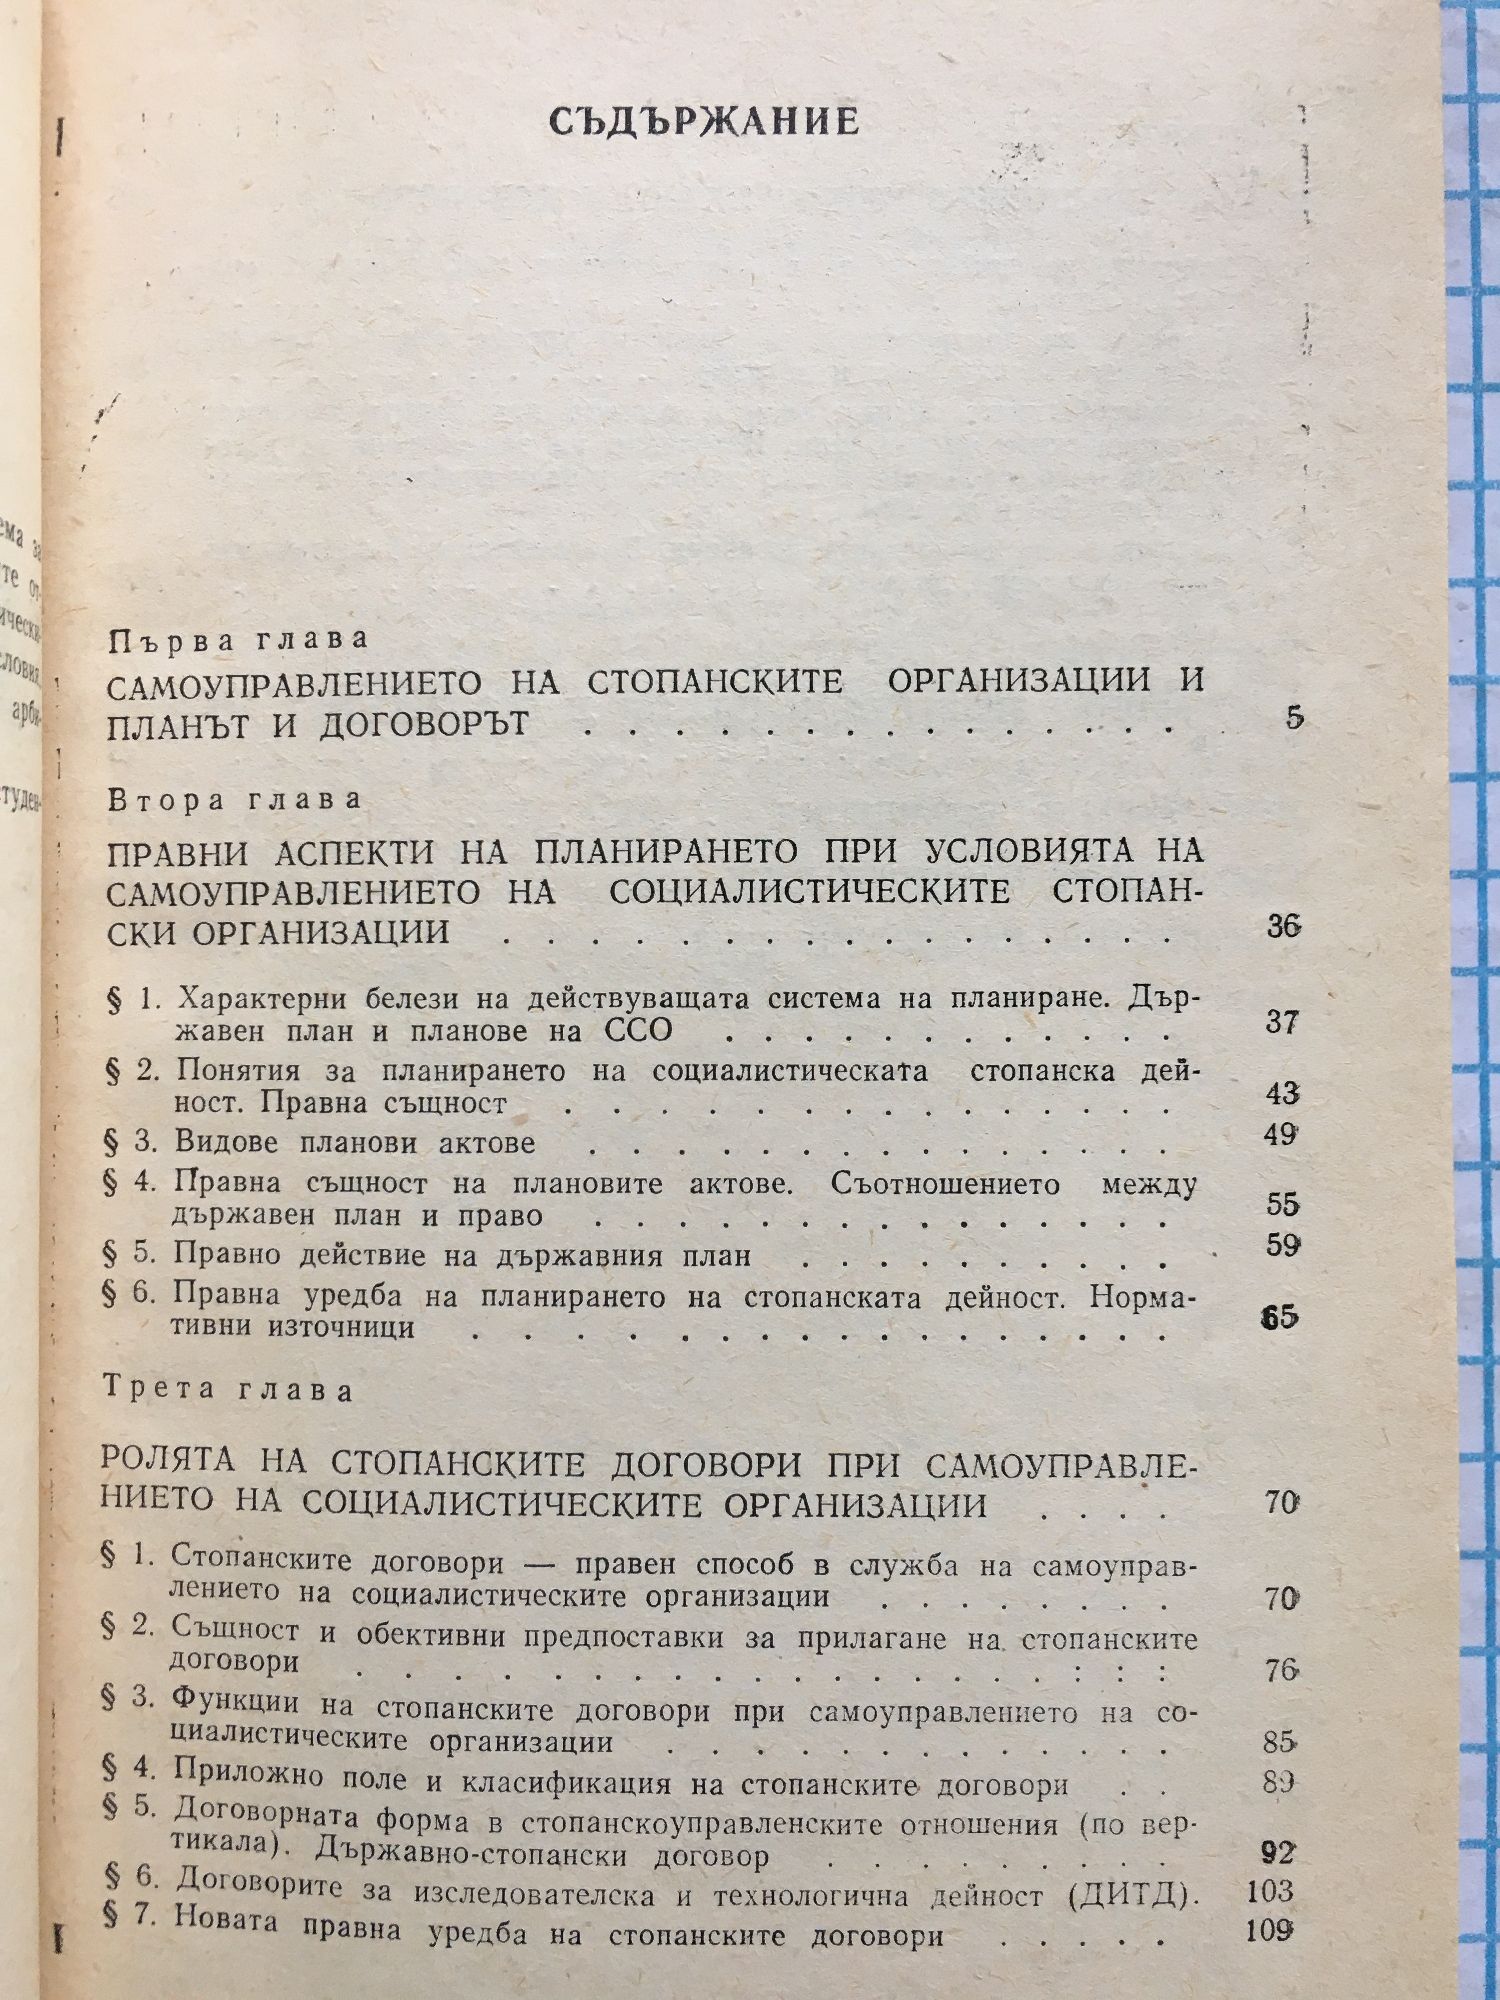 СЪДЪРЖАНИЕ
Първа глава
САМОУПРАВЛЕНИЕТО НА СТОПАНСКИТЕ ОРГАНИЗАЦИИ И
ПЛАНЪТ И ДОГОВОРЪТ . . . . . . . . . . . . . . . 5
Втора глава
ПРАВНИ АСПЕКТИ НА ПЛАНИРАНЕТО ПРИ УСЛОВИЯТА НА
САМОУПРАВЛЕНИЕТО НА СОЦИАЛИСТИЧЕСКИТЕ СТОПАН-
СКИ ОРГАНИЗАЦИИ . . . . . . . . . . . . . . . . 36
§ 1. Характерни белези на действуващата система на планиране. Дър-
жавен план и планове на ССО . . . . . . . . . . . . . 37
§ 2. Понятия за планирането на социалистическата стопанска дей-
ност. Правна същност . . . . . . . . . . . . . . . 43
§ 3. Видове планови актове . . . . . . . . . . . . . . . 49
§ 4. Правна същност на плановите актове. Съотношението между
държавен план и право . . . . . . . . . . . . . . 55
§ 5. Правно действие на държавния план . . . . . . . . . . 59
§ 6. Правна уредба на планирането на стопанската дейност. Норма-
тивни източници . . . . . . . . . . . . . . . . . 65
Трета глава
РОЛЯТА НА СТОПАНСКИТЕ ДОГОВОРИ ПРИ САМОУПРАВЛЕ-
НИЕТО НА СОЦИАЛИСТИЧЕСКИТЕ ОРГАНИЗАЦИИ . . . . 70
§ 1. Стопанските договори — правен способ в служба на самоуправ-
лението на социалистическите организации . . . . . . . . 70
§ 2. Същност и обективни предпоставки за прилагане на стопанските
договори . . . . . . . . . . . . . . . . . : : : 76
§ 3. Функции на стопанските договори при самоуправлението на со-
циалистическите организации . . . . . . . . . . . . 85
§ 4. Приложно поле и класификация на стопанските договори . . 89
§ 5. Договорната форма в стопанскоуправленските отношения (по вер-
тикала). Държавно-стопански договор . . . . . . . . . 92
§ 6. Договорите за изследователска и технологична дейност (ДИТД). 103
§ 7. Новата правна уредба на стопанските договори . . . . . 109